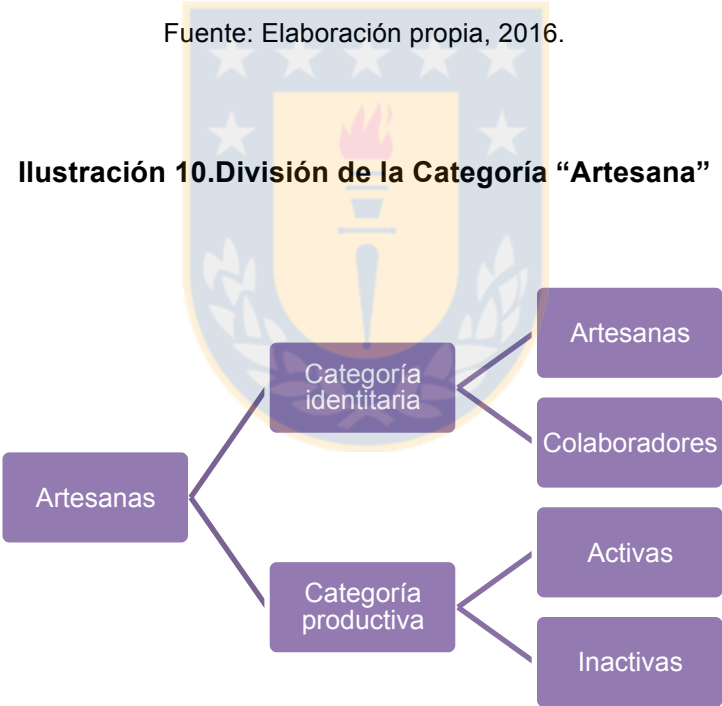 Fuente: Elaboración propia, 2016.
Ilustración 10.División de la Categoría “Artesana”
Artesanas
Categoría
identitaria
Artesanas
Colaboradores
Categoría
productiva
Activas
Inactivas